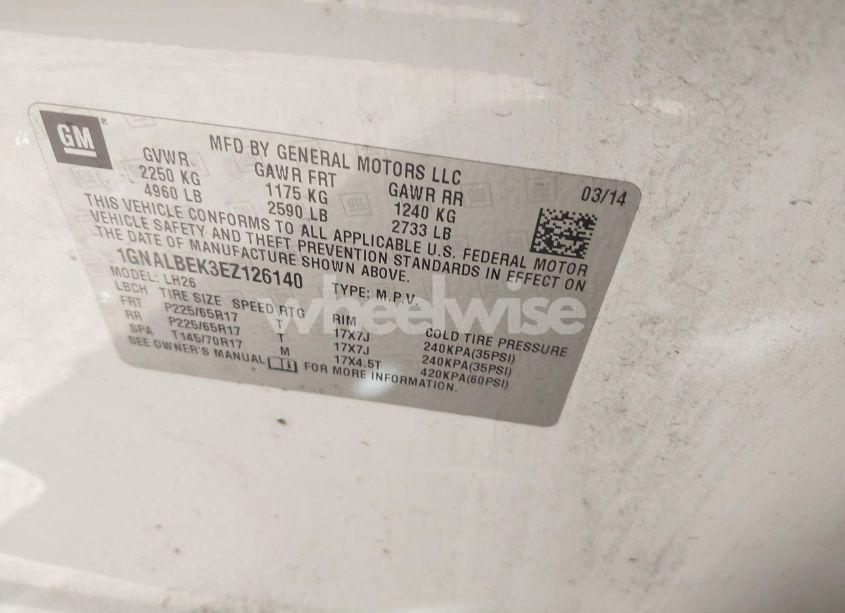 GM
MFD BY GENERAL MOTORS LLC
03/14
GVWR GAWR FRT GAWR RR
2250 KG 1175 KG 1240 KG
4960 LB 2590 LB 2733 LB
THIS VEHICLE CONFORMS TO ALL APPLICABLE U.S. FEDERAL MOTOR
VEHICLE SAFETY AND THEFT PREVENTION STANDARDS IN EFFECT ON
THE DATE OF MANUFACTURE SHOWN ABOVE.
1GNALBEK3EZ126140 TYPE: M.P.V.
MODEL: LH26
LBCH TIRE SIZE SPEED RTG RIM COLD TIRE PRESSURE
FRT P225/65R17 T 17X7J 240KPA(35PSI)
RR P225/65R17 T 17X7J 240KPA(35PSI)
SPA T145/70R17 M 17X4.5T 420KPA(60PSI)
SEE OWNER'S MANUAL FOR MORE INFORMATION.
wheelwise